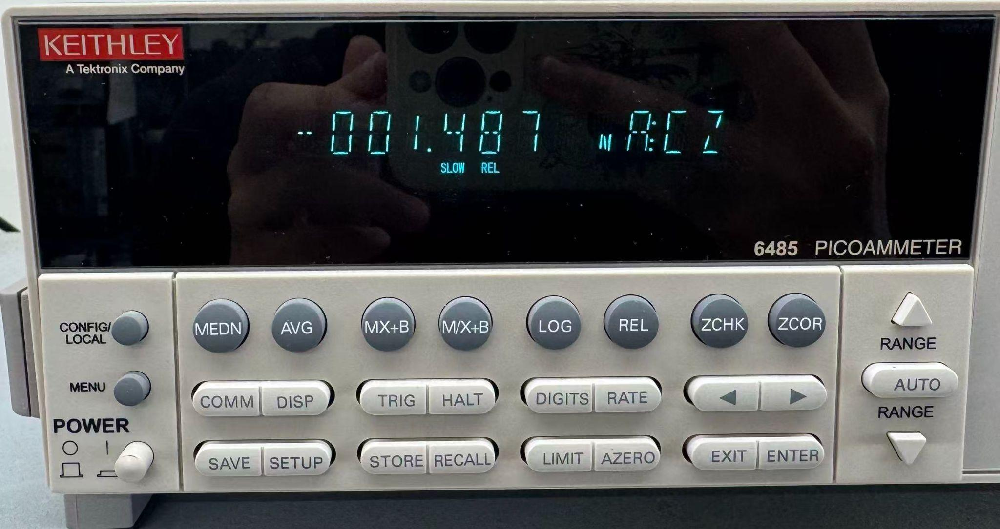 KEITHLEY
A Tektronix Company
-001.487 nA:CZ
SLOW REL
6485 PICOAMMETER
CONFIG/
LOCAL
MENU
POWER
MEDN AVG MX+B M/X+B LOG REL ZCHK ZCOR
COMM DISP TRIG HALT DIGITS RATE ◀ ▶
SAVE SETUP STORE RECALL LIMIT AZERO EXIT ENTER
RANGE
AUTO
RANGE